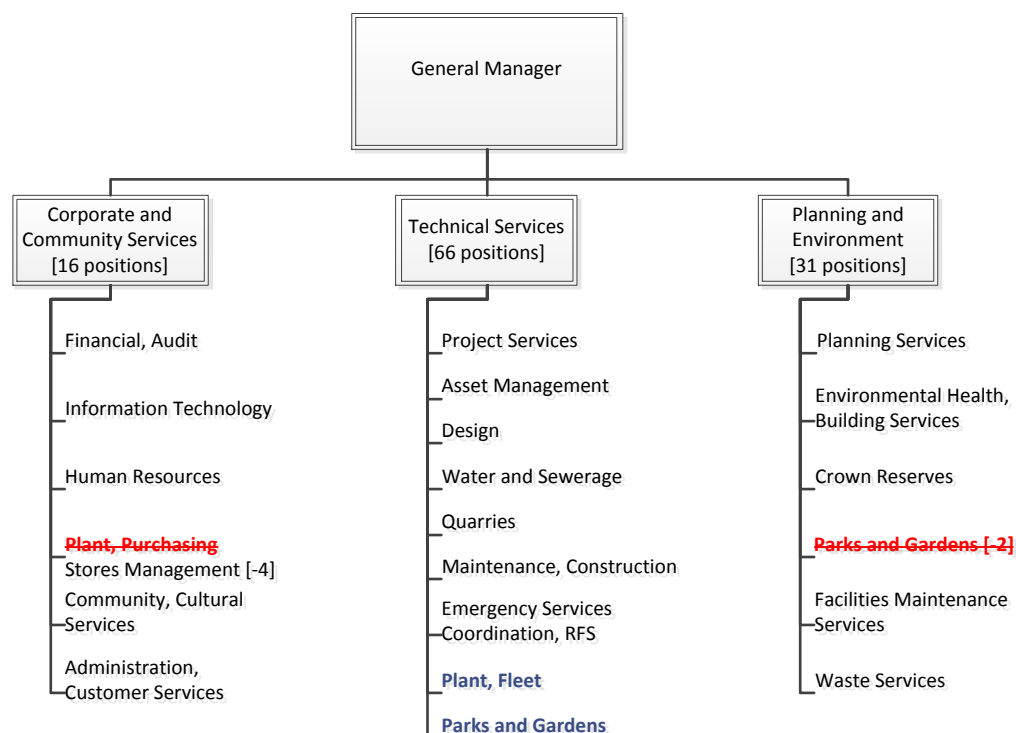 General Manager
Corporate and
Community Services
[16 positions]
Technical Services
[66 positions]
Planning and
Environment
[31 positions]
Financial, Audit
Information Technology
Human Resources
Plant, Purchasing
Stores Management [-4]
Community, Cultural
Services
Administration,
Customer Services
Project Services
Asset Management
Design
Water and Sewerage
Quarries
Maintenance, Construction
Emergency Services
Coordination, RFS
Plant, Fleet
Parks and Gardens
Planning Services
Environmental Health,
Building Services
Crown Reserves
Parks and Gardens [-2]
Facilities Maintenance
Services
Waste Services